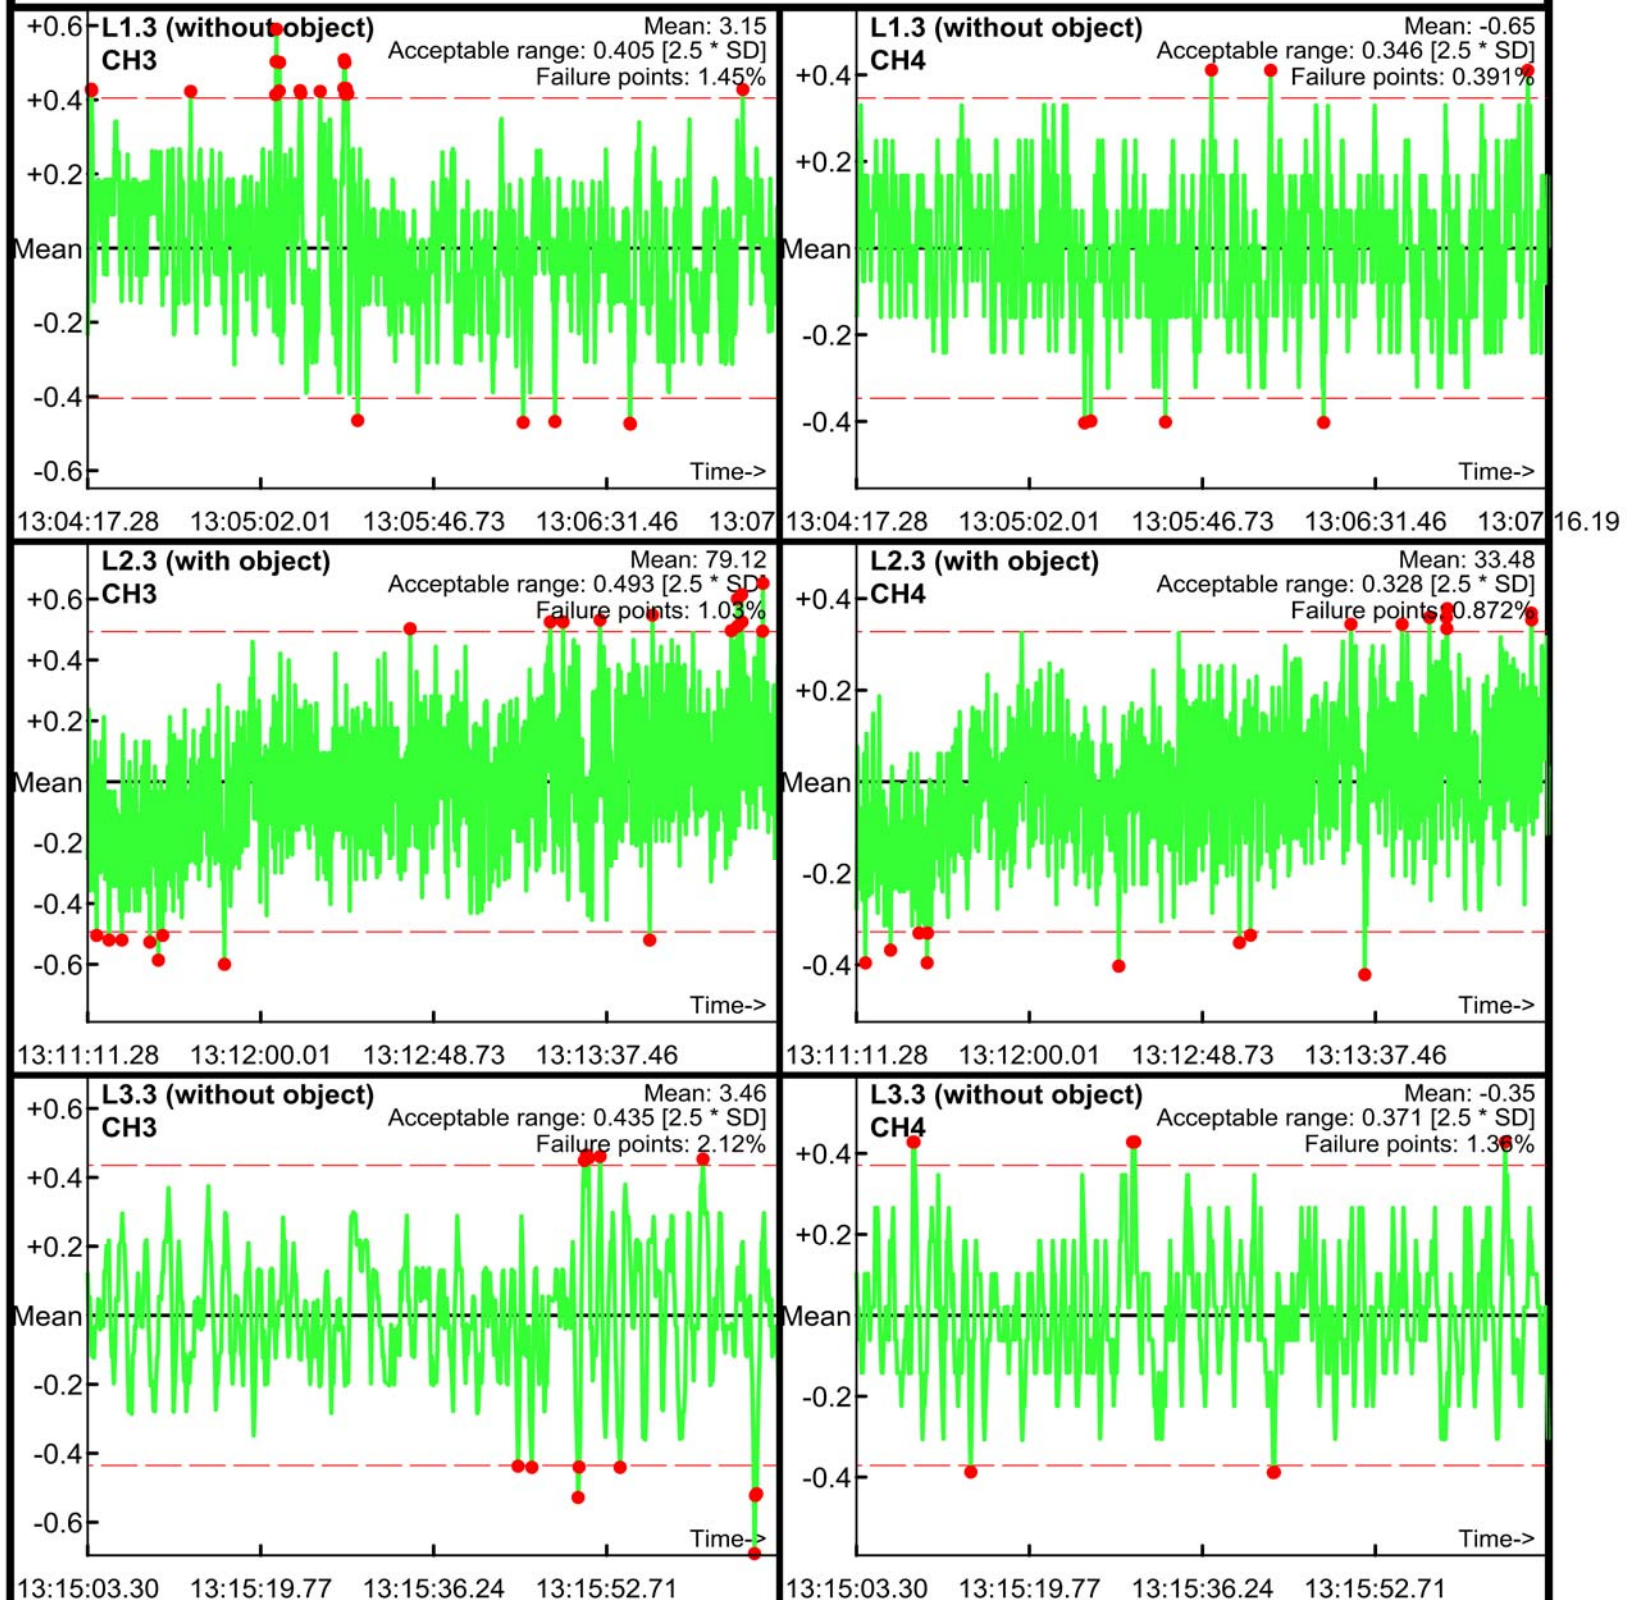 L1.3 (without object)
CH3
Mean: 3.15
Acceptable range: 0.405 [2.5 * SD]
Failure points: 1.45%
+0.6
+0.4
+0.2
Mean
-0.2
-0.4
-0.6
Time->
13:04:17.28 13:05:02.01 13:05:46.73 13:06:31.46 13:07
L1.3 (without object)
CH4
Mean: -0.65
Acceptable range: 0.346 [2.5 * SD]
Failure points: 0.391%
+0.4
+0.2
Mean
-0.2
-0.4
Time->
13:04:17.28 13:05:02.01 13:05:46.73 13:06:31.46 13:07:16.19
L2.3 (with object)
CH3
Mean: 79.12
Acceptable range: 0.493 [2.5 * SD]
Failure points: 1.03%
+0.6
+0.4
+0.2
Mean
-0.2
-0.4
-0.6
Time->
13:11:11.28 13:12:00.01 13:12:48.73 13:13:37.46
L2.3 (with object)
CH4
Mean: 33.48
Acceptable range: 0.328 [2.5 * SD]
Failure points: 0.872%
+0.4
+0.2
Mean
-0.2
-0.4
Time->
13:11:11.28 13:12:00.01 13:12:48.73 13:13:37.46
L3.3 (without object)
CH3
Mean: 3.46
Acceptable range: 0.435 [2.5 * SD]
Failure points: 2.12%
+0.6
+0.4
+0.2
Mean
-0.2
-0.4
-0.6
Time->
13:15:03.30 13:15:19.77 13:15:36.24 13:15:52.71
L3.3 (without object)
CH4
Mean: -0.35
Acceptable range: 0.371 [2.5 * SD]
Failure points: 1.36%
+0.4
+0.2
Mean
-0.2
-0.4
Time->
13:15:03.30 13:15:19.77 13:15:36.24 13:15:52.71